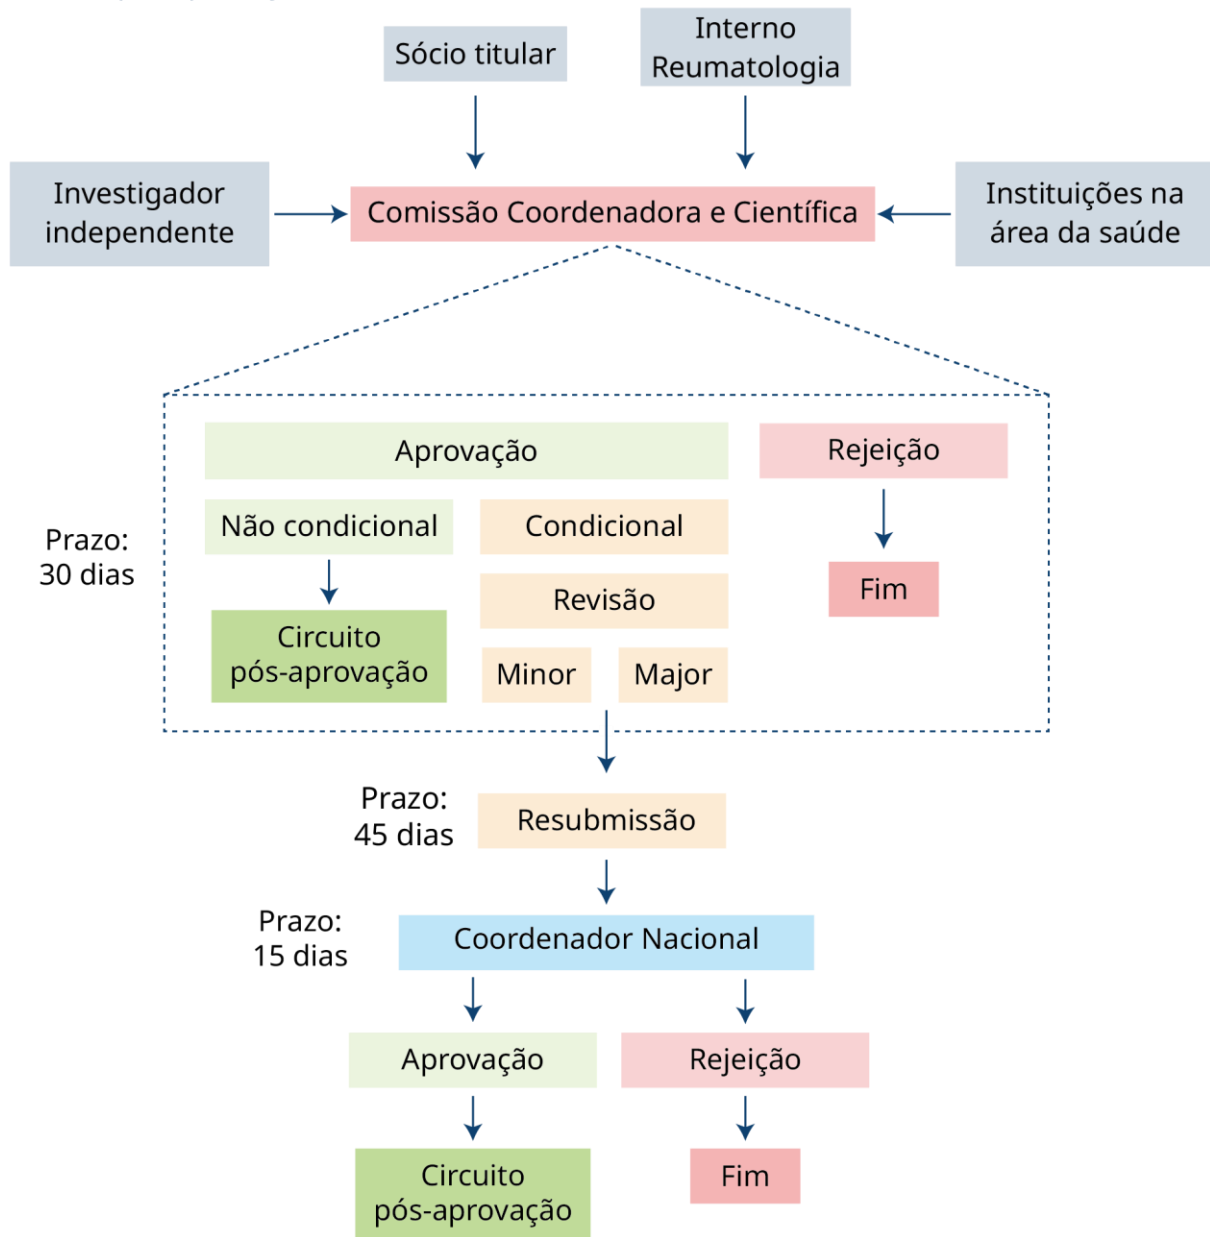 Sócio titular
Interno
Reumatologia
Investigador
independente
Comissão Coordenadora e Científica
Instituições na
área da saúde
Aprovação
Rejeição
Não condicional
Condicional
Prazo:
30 dias
Revisão
Fim
Circuito
pós-aprovação
Minor
Major
Prazo:
45 dias
Resubmissão
Prazo:
15 dias
Coordenador Nacional
Aprovação
Rejeição
Circuito
pós-aprovação
Fim